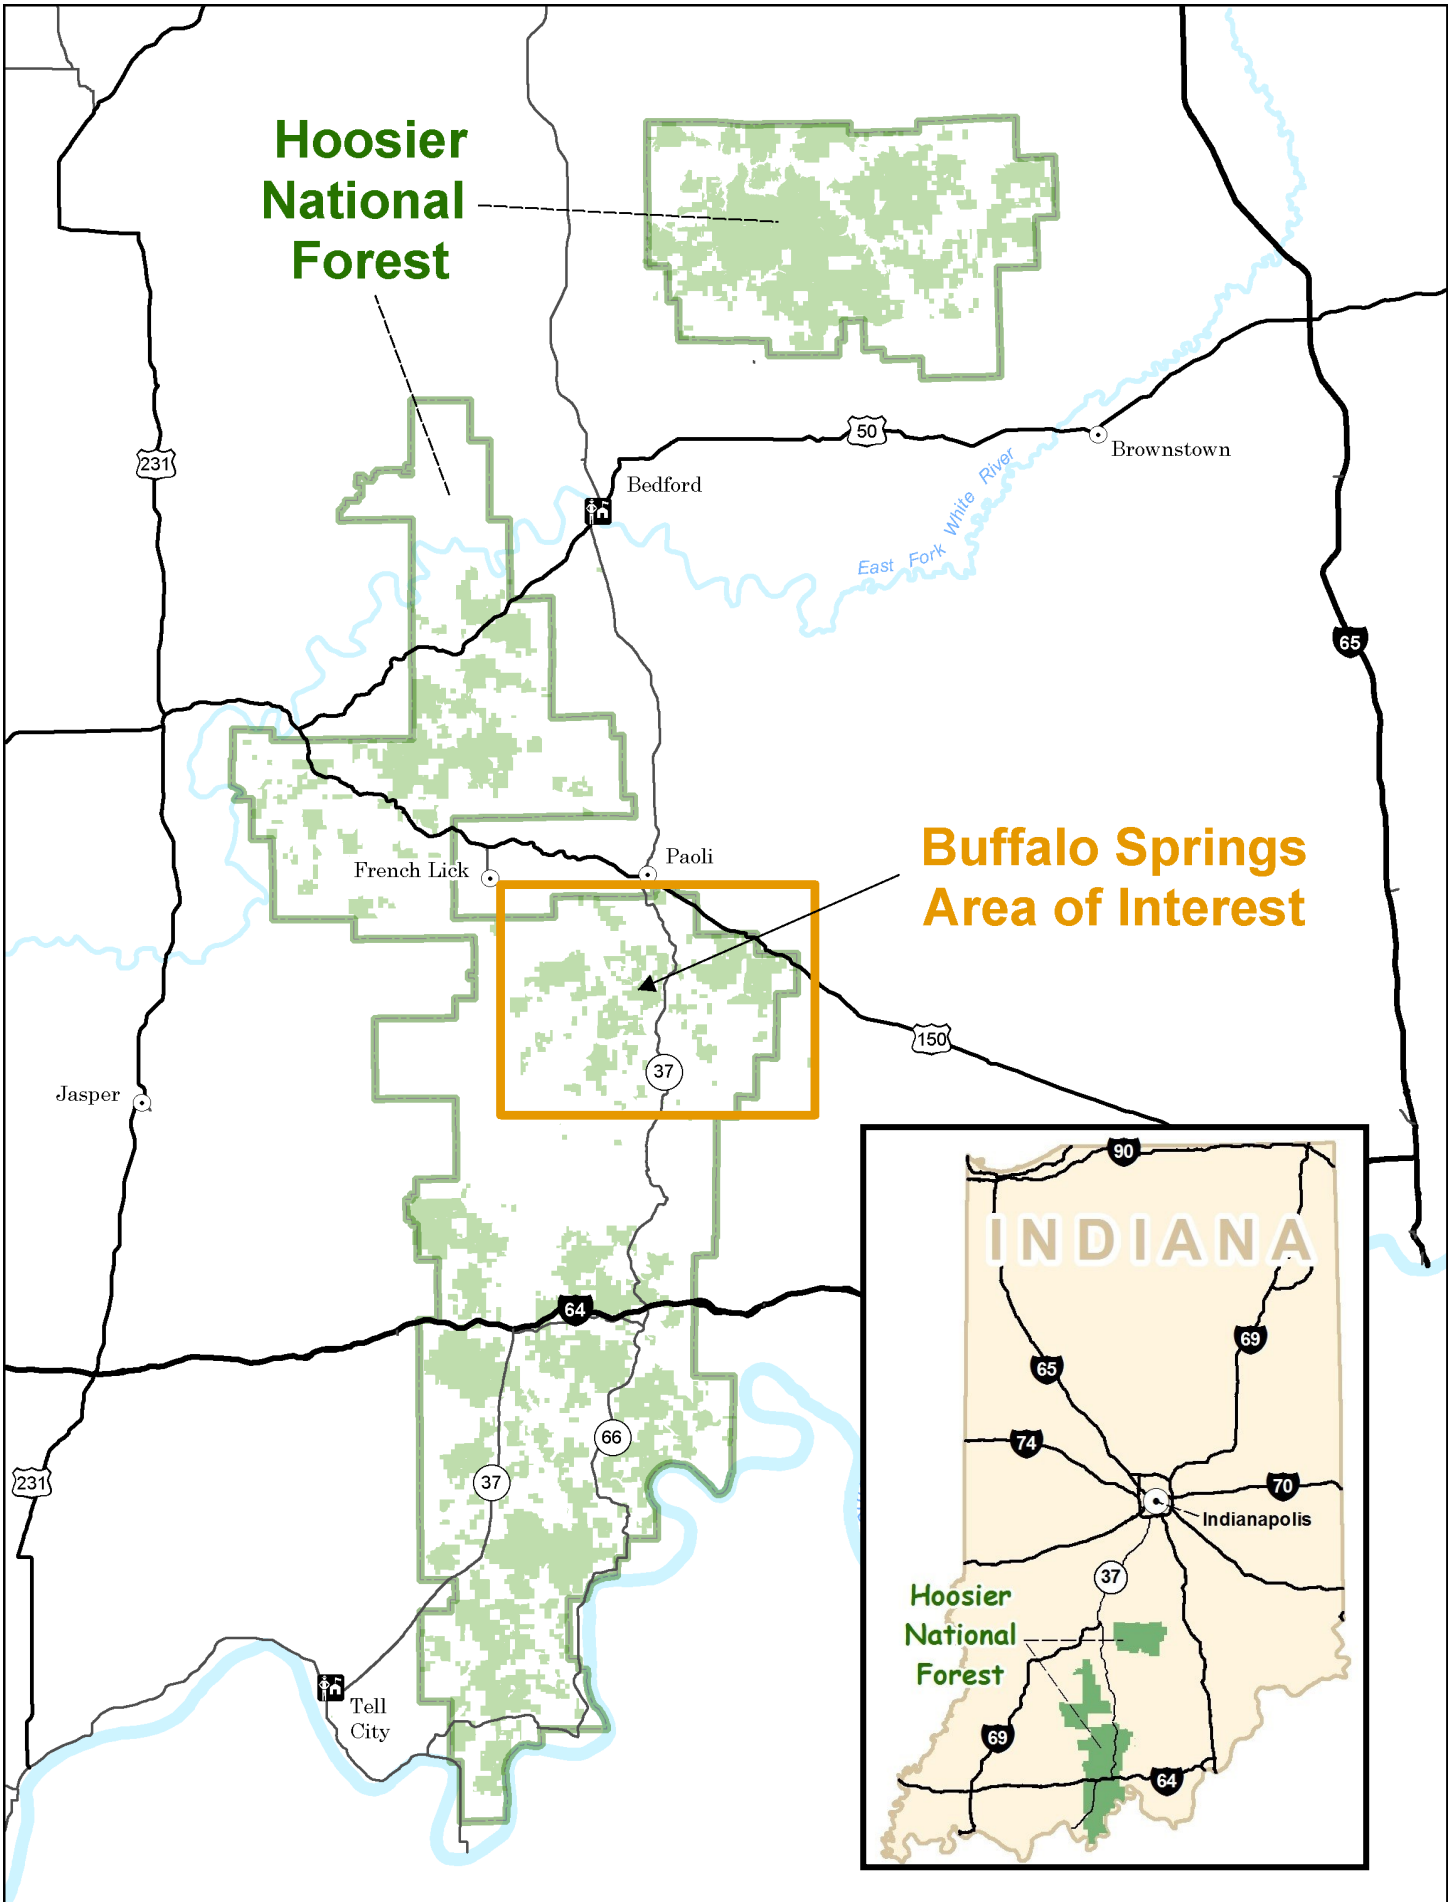 Hoosier
National
Forest
50
Brownstown
231
Bedford
East Fork White River
65
Buffalo Springs
Area of Interest
Paoli
French Lick
150
37
Jasper
90
INDIANA
64
69
65
66
74
37
70
231
Indianapolis
37
Hoosier
National
Forest
Tell
City
69
64